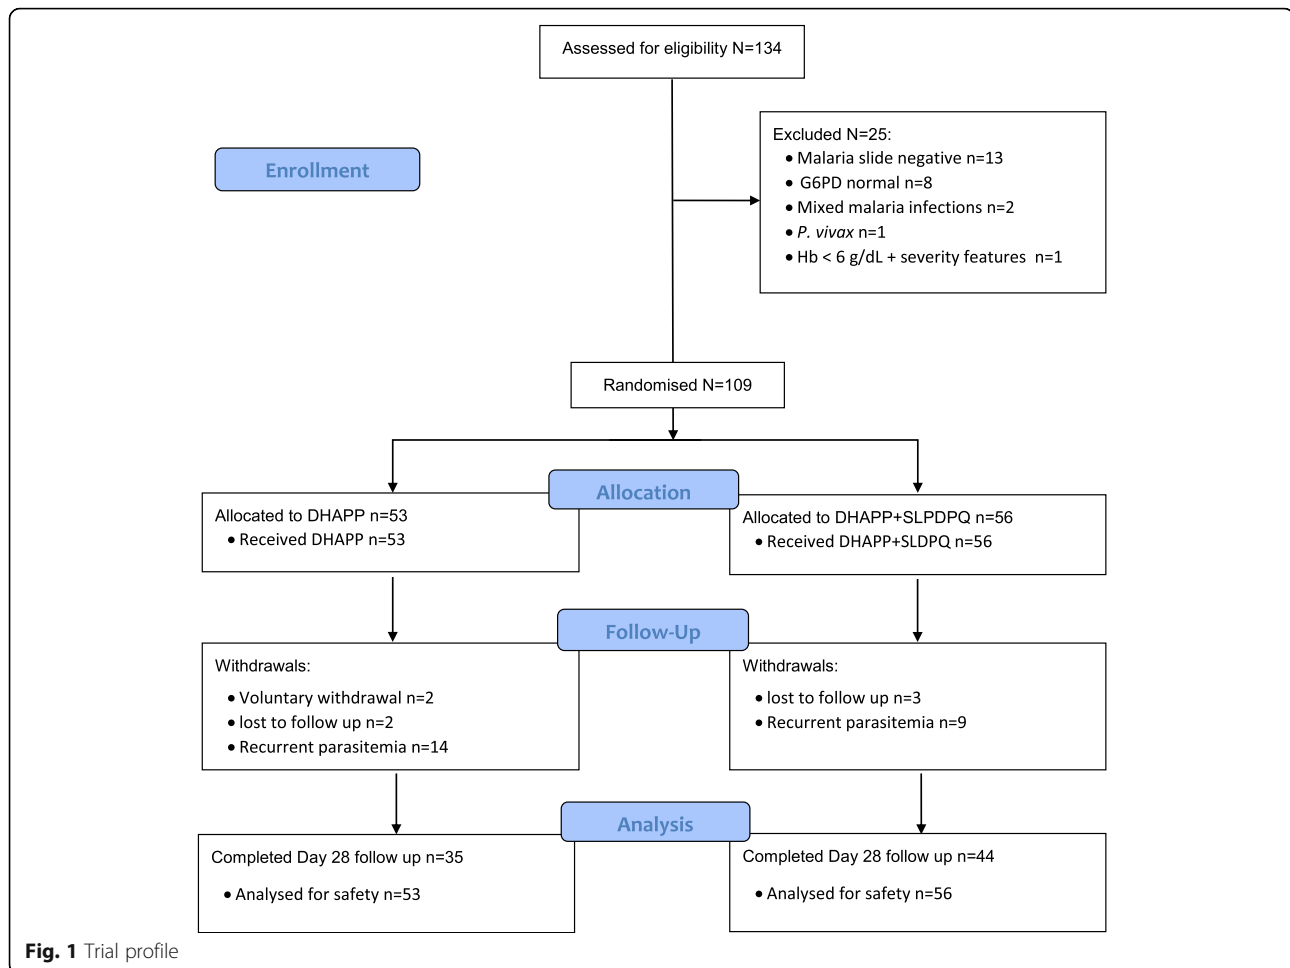 Assessed for eligibility N=134
Enrollment
Excluded N=25:
• Malaria slide negative n=13
• G6PD normal n=8
• Mixed malaria infections n=2
• P. vivax n=1
• Hb < 6 g/dL + severity features n=1
Randomised N=109
Allocation
Allocated to DHAPP n=53
• Received DHAPP n=53
Allocated to DHAPP+SLPDPQ n=56
• Received DHAPP+SLDPQ n=56
Follow-Up
Withdrawals:
• Voluntary withdrawal n=2
• lost to follow up n=2
• Recurrent parasitemia n=14
Withdrawals:
• lost to follow up n=3
• Recurrent parasitemia n=9
Analysis
Completed Day 28 follow up n=35
• Analysed for safety n=53
Completed Day 28 follow up n=44
• Analysed for safety n=56
Fig. 1 Trial profile